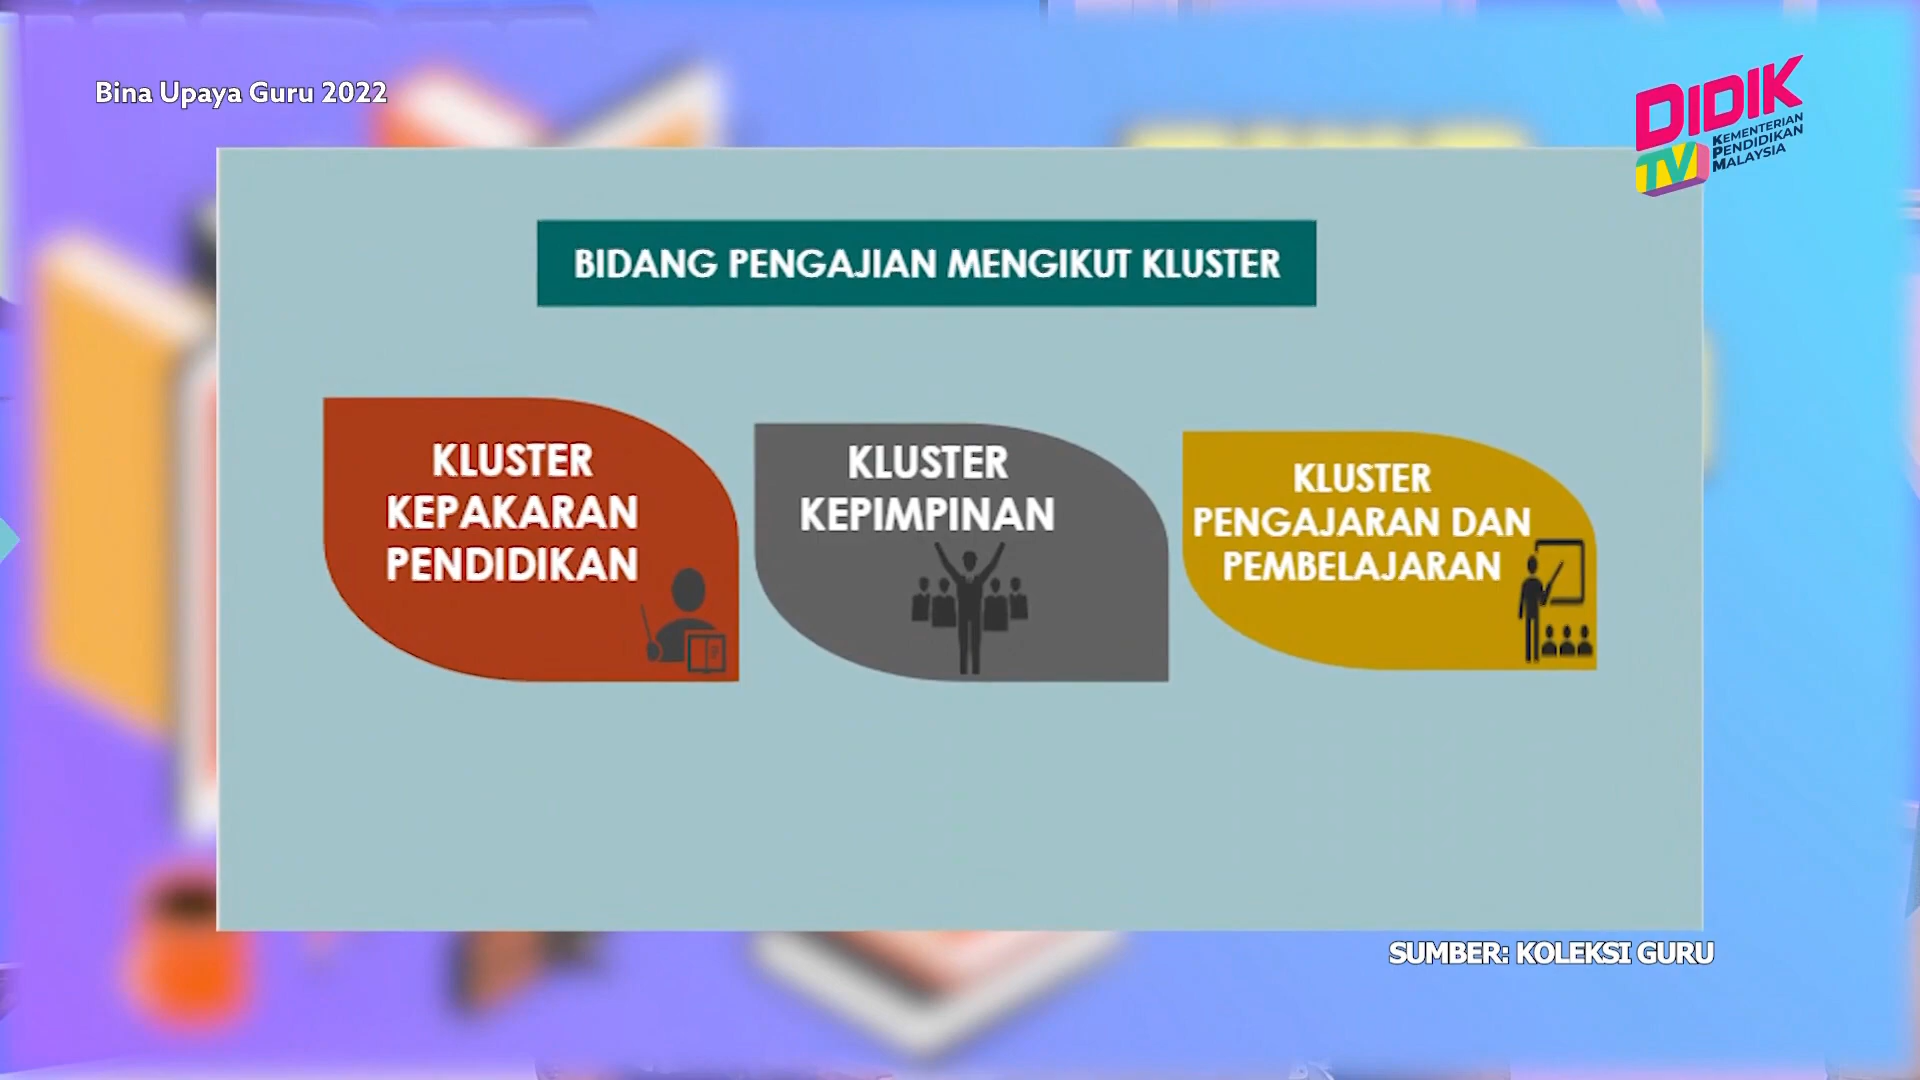 Bina Upaya Guru 2022
DIDIK
TV
KEMENTERIAN
PENDIDIKAN
MALAYSIA
BIDANG PENGAJIAN MENGIKUT KLUSTER
KLUSTER
KEPAKARAN
PENDIDIKAN
KLUSTER
KEPIMPINAN
KLUSTER
PENGAJARAN DAN
PEMBELAJARAN
SUMBER: KOLEKSI GURU